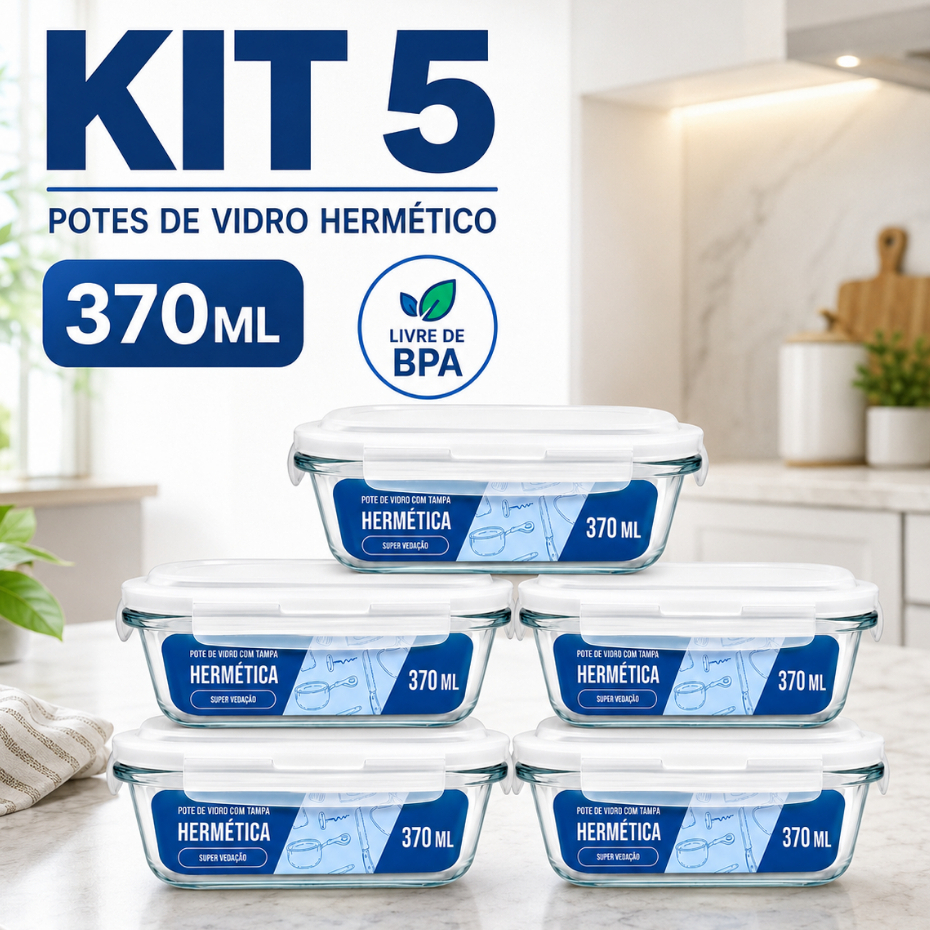 KIT 5
POTES DE VIDRO HERMÉTICO
370 ML
LIVRE DE
BPA
POTE DE VIDRO COM TAMPA
HERMÉTICA
SUPER VEDAÇÃO
370 ML
POTE DE VIDRO COM TAMPA
HERMÉTICA
SUPER VEDAÇÃO
370 ML
POTE DE VIDRO COM TAMPA
HERMÉTICA
SUPER VEDAÇÃO
370 ML
POTE DE VIDRO COM TAMPA
HERMÉTICA
SUPER VEDAÇÃO
370 ML
POTE DE VIDRO COM TAMPA
HERMÉTICA
SUPER VEDAÇÃO
370 ML